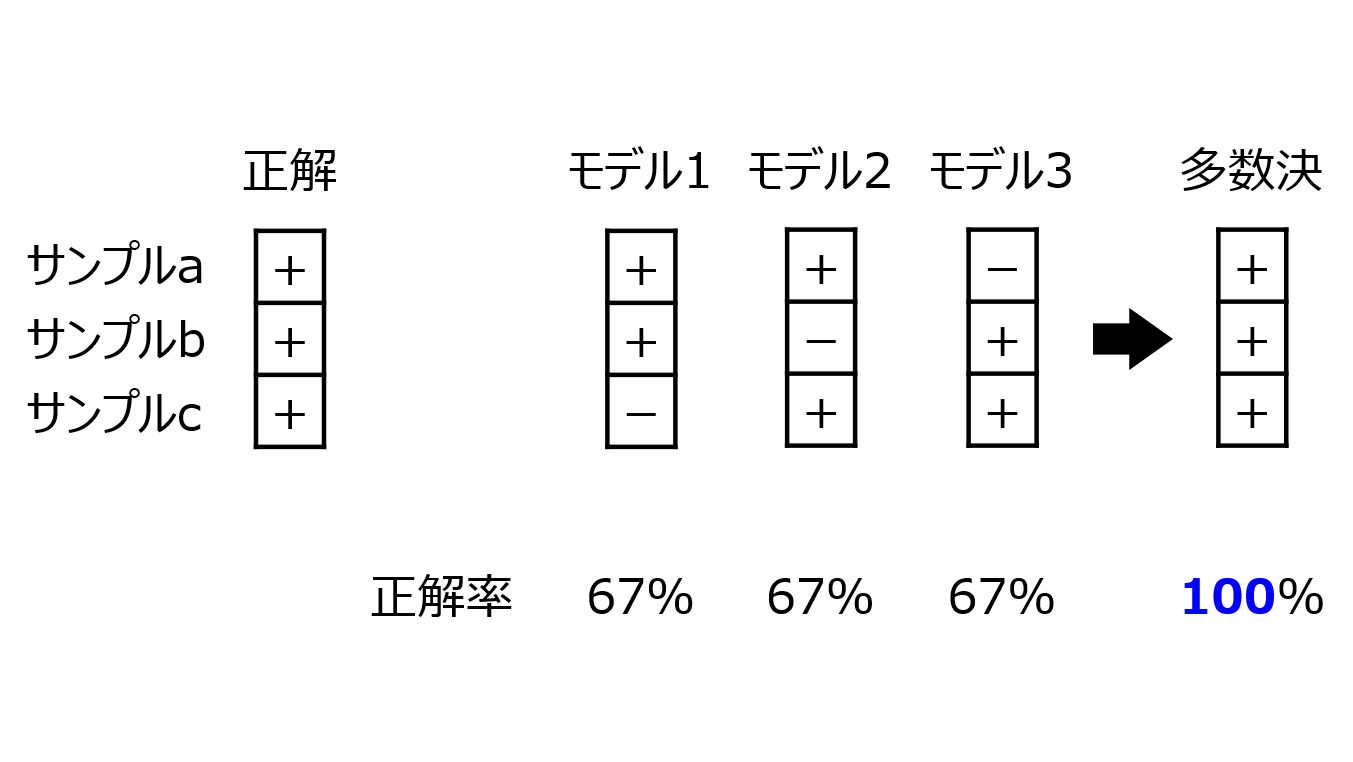 正解 モデル1 モデル2 モデル3 多数決
サンプルa + + + − +
サンプルb + + − + +
サンプルc + − + + +
正解率 67% 67% 67% 100%